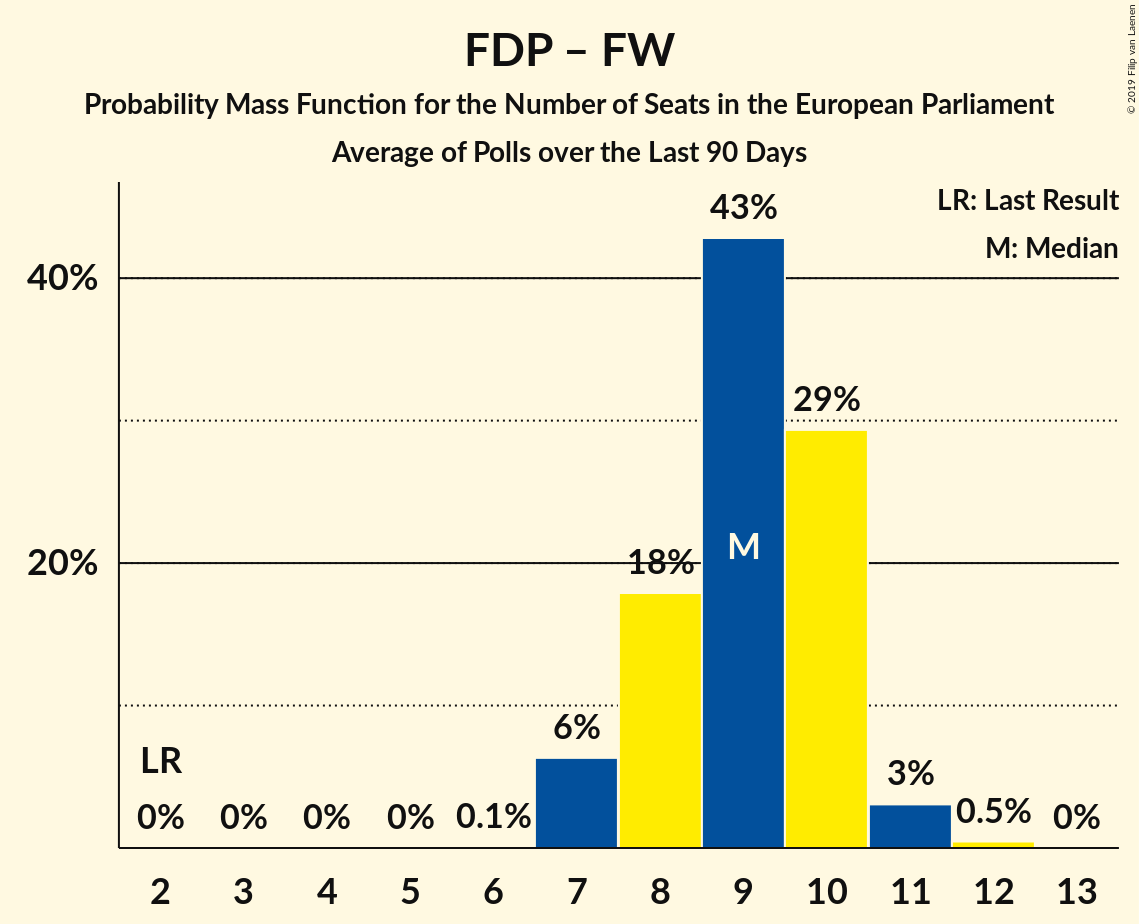 FDP – FW
Probability Mass Function for the Number of Seats in the European Parliament
Average of Polls over the Last 90 Days
© 2019 Filip van Laenen
LR: Last Result
M: Median
43%
40%
29%
M
20%
18%
6%
LR
3%
0% 0% 0% 0% 0.1% 0.5% 0%
2 3 4 5 6 7 8 9 10 11 12 13